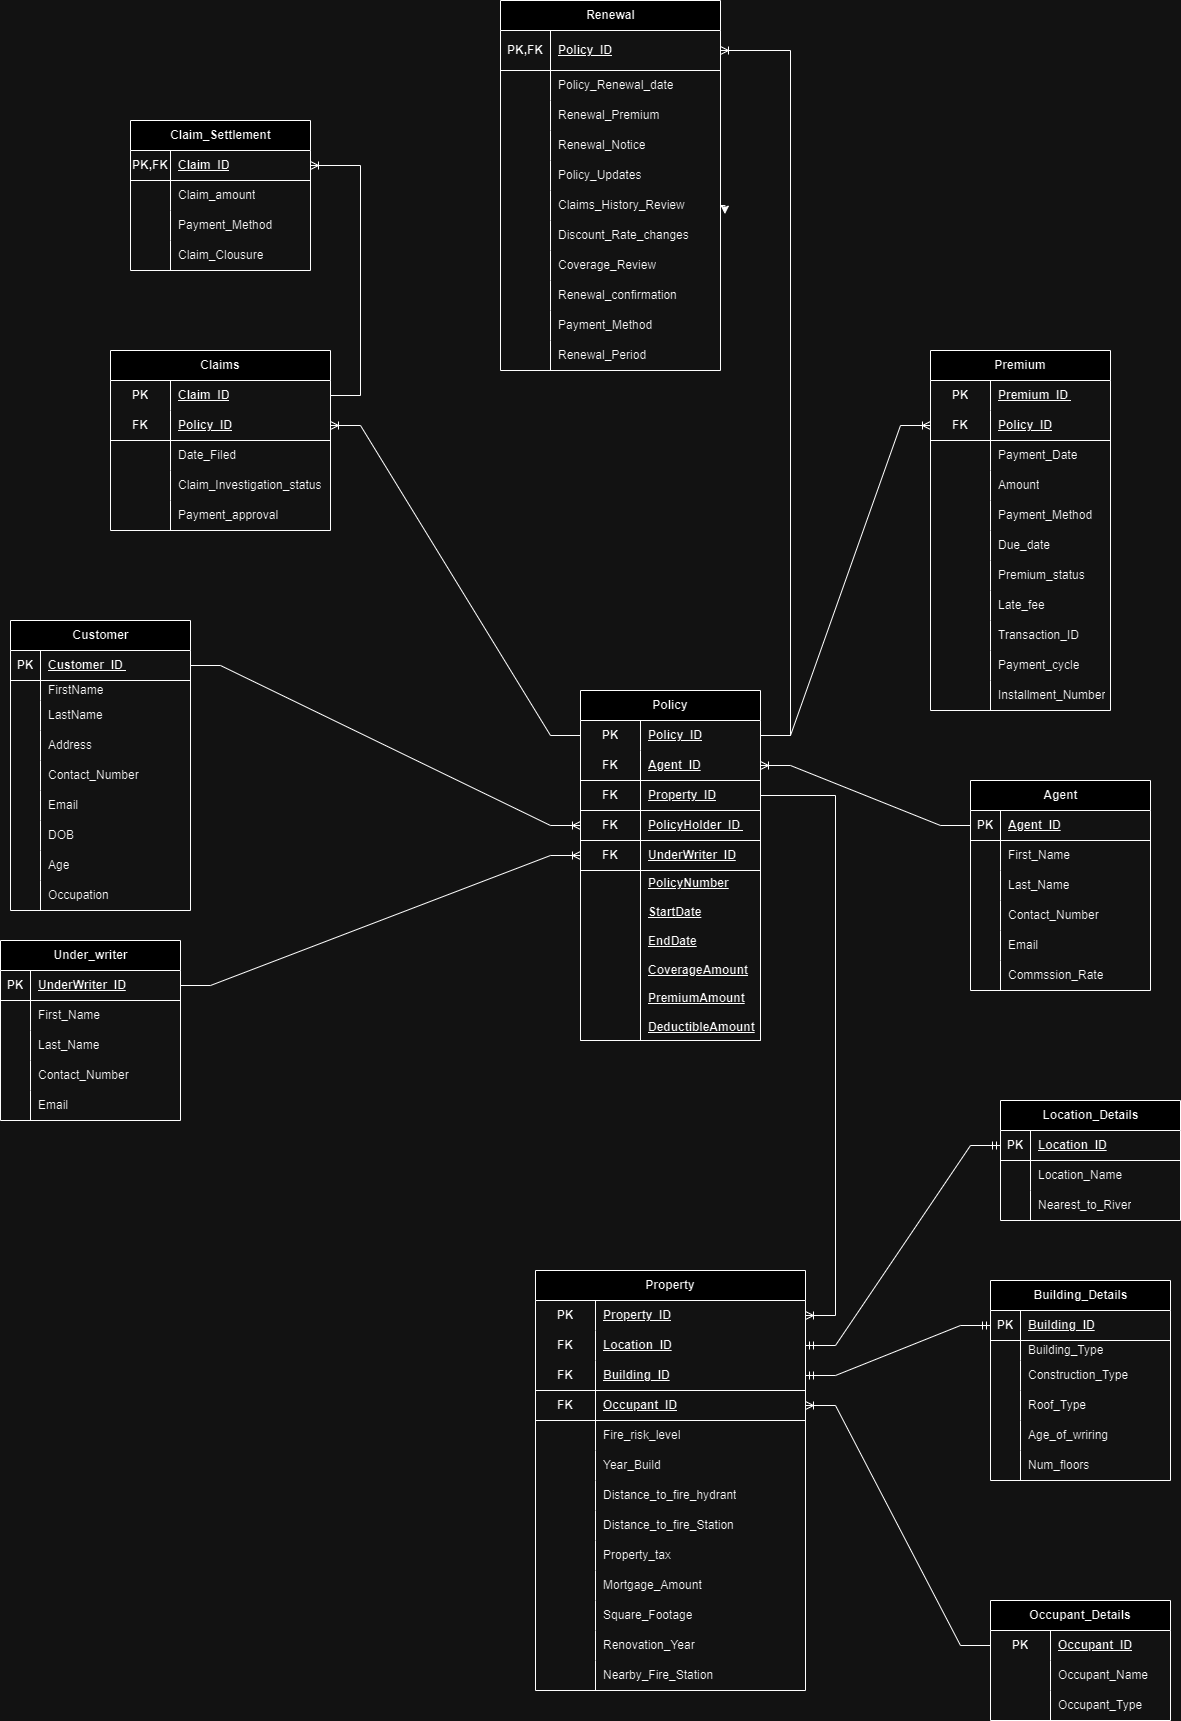 Renewal
PK,FK Policy_ID
Policy_Renewal_date
Renewal_Premium
Renewal_Notice
Policy_Updates
Claims_History_Review
Discount_Rate_changes
Coverage_Review
Renewal_confirmation
Payment_Method
Renewal_Period
Claim_Settlement
PK,FK Claim_ID
Claim_amount
Payment_Method
Claim_Clousure
Claims
PK Claim_ID
FK Policy_ID
Date_Filed
Claim_Investigation_status
Payment_approval
Premium
PK Premium_ID
FK Policy_ID
Payment_Date
Amount
Payment_Method
Due_date
Premium_status
Late_fee
Transaction_ID
Payment_cycle
Installment_Number
Customer
PK Customer_ID
FirstName
LastName
Address
Contact_Number
Email
DOB
Age
Occupation
Policy
PK Policy_ID
FK Agent_ID
FK Property_ID
FK PolicyHolder_ID
FK UnderWriter_ID
PolicyNumber
StartDate
EndDate
CoverageAmount
PremiumAmount
DeductibleAmount
Agent
PK Agent_ID
First_Name
Last_Name
Contact_Number
Email
Commssion_Rate
Under_writer
PK UnderWriter_ID
First_Name
Last_Name
Contact_Number
Email
Location_Details
PK Location_ID
Location_Name
Nearest_to_River
Property
PK Property_ID
FK Location_ID
FK Building_ID
FK Occupant_ID
Fire_risk_level
Year_Build
Distance_to_fire_hydrant
Distance_to_fire_Station
Property_tax
Mortgage_Amount
Square_Footage
Renovation_Year
Nearby_Fire_Station
Building_Details
PK Building_ID
Building_Type
Construction_Type
Roof_Type
Age_of_wriring
Num_floors
Occupant_Details
PK Occupant_ID
Occupant_Name
Occupant_Type